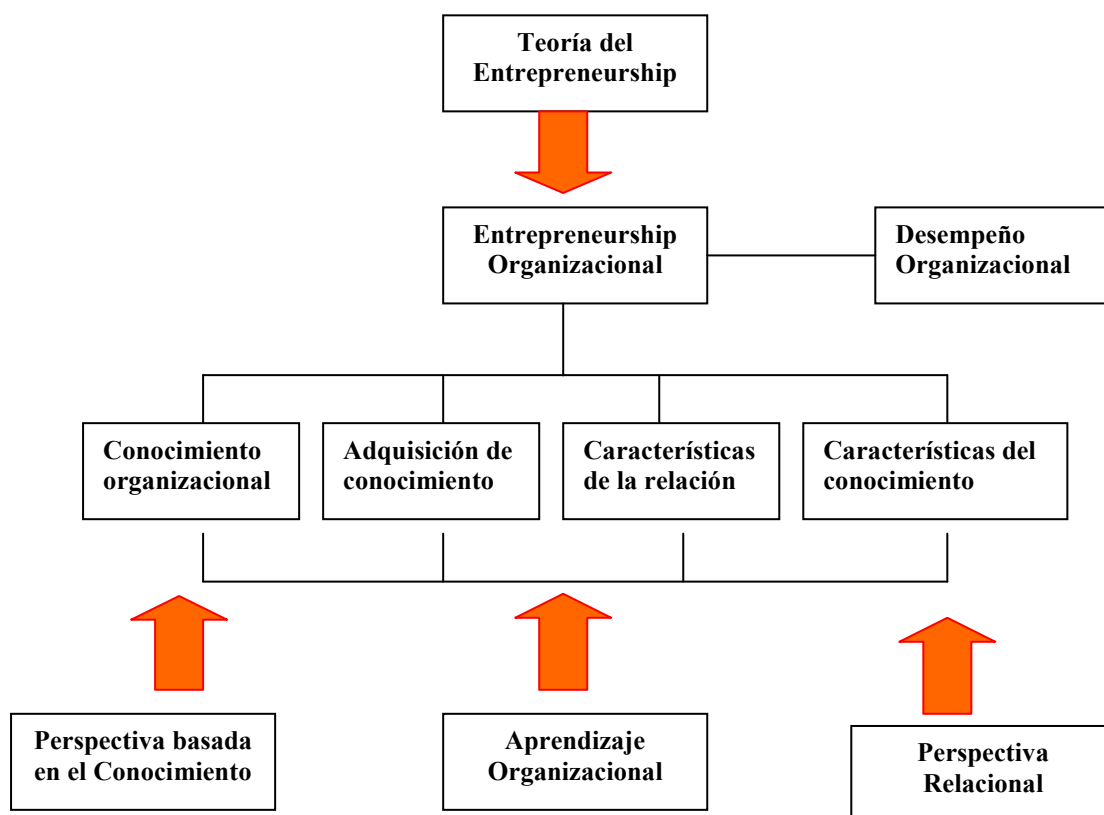 Teoría del
Entrepreneurship
Entrepreneurship
Organizacional
Desempeño
Organizacional
Conocimiento
organizacional
Adquisición de
conocimiento
Características
de la relación
Características del
conocimiento
Perspectiva basada
en el Conocimiento
Aprendizaje
Organizacional
Perspectiva
Relacional